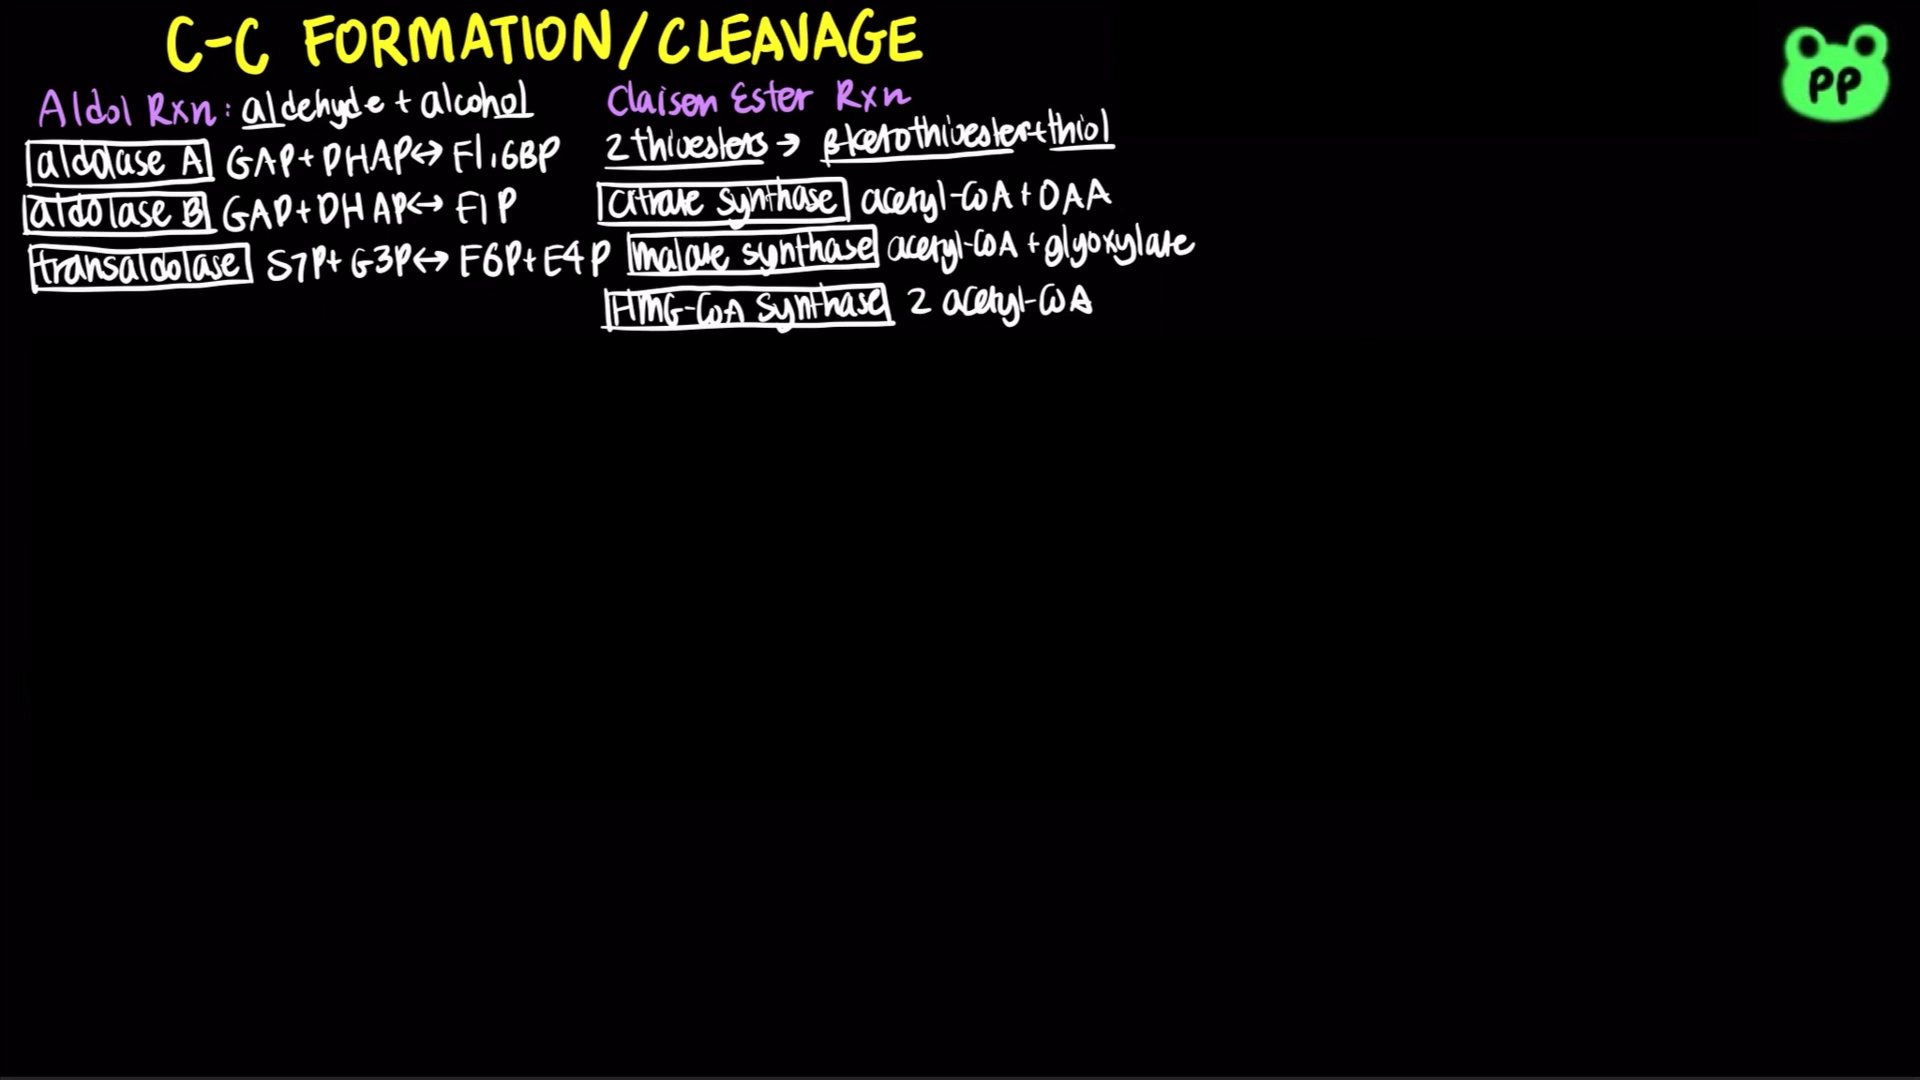 C-C FORMATION/CLEAVAGE
PP
Aldol Rxn: aldehyde + alcohol
aldolase A GAP + DHAP ↔ F1,6BP
aldolase B GAP + DHAP ↔ F1P
transaldolase S7P + G3P ↔ F6P + E4P
Claisen Ester Rxn
2 thioesters → β-ketothioester + thiol
citrate synthase acetyl-CoA + OAA
malate synthase acetyl-CoA + glyoxylate
HMG-CoA synthase 2 acetyl-CoA